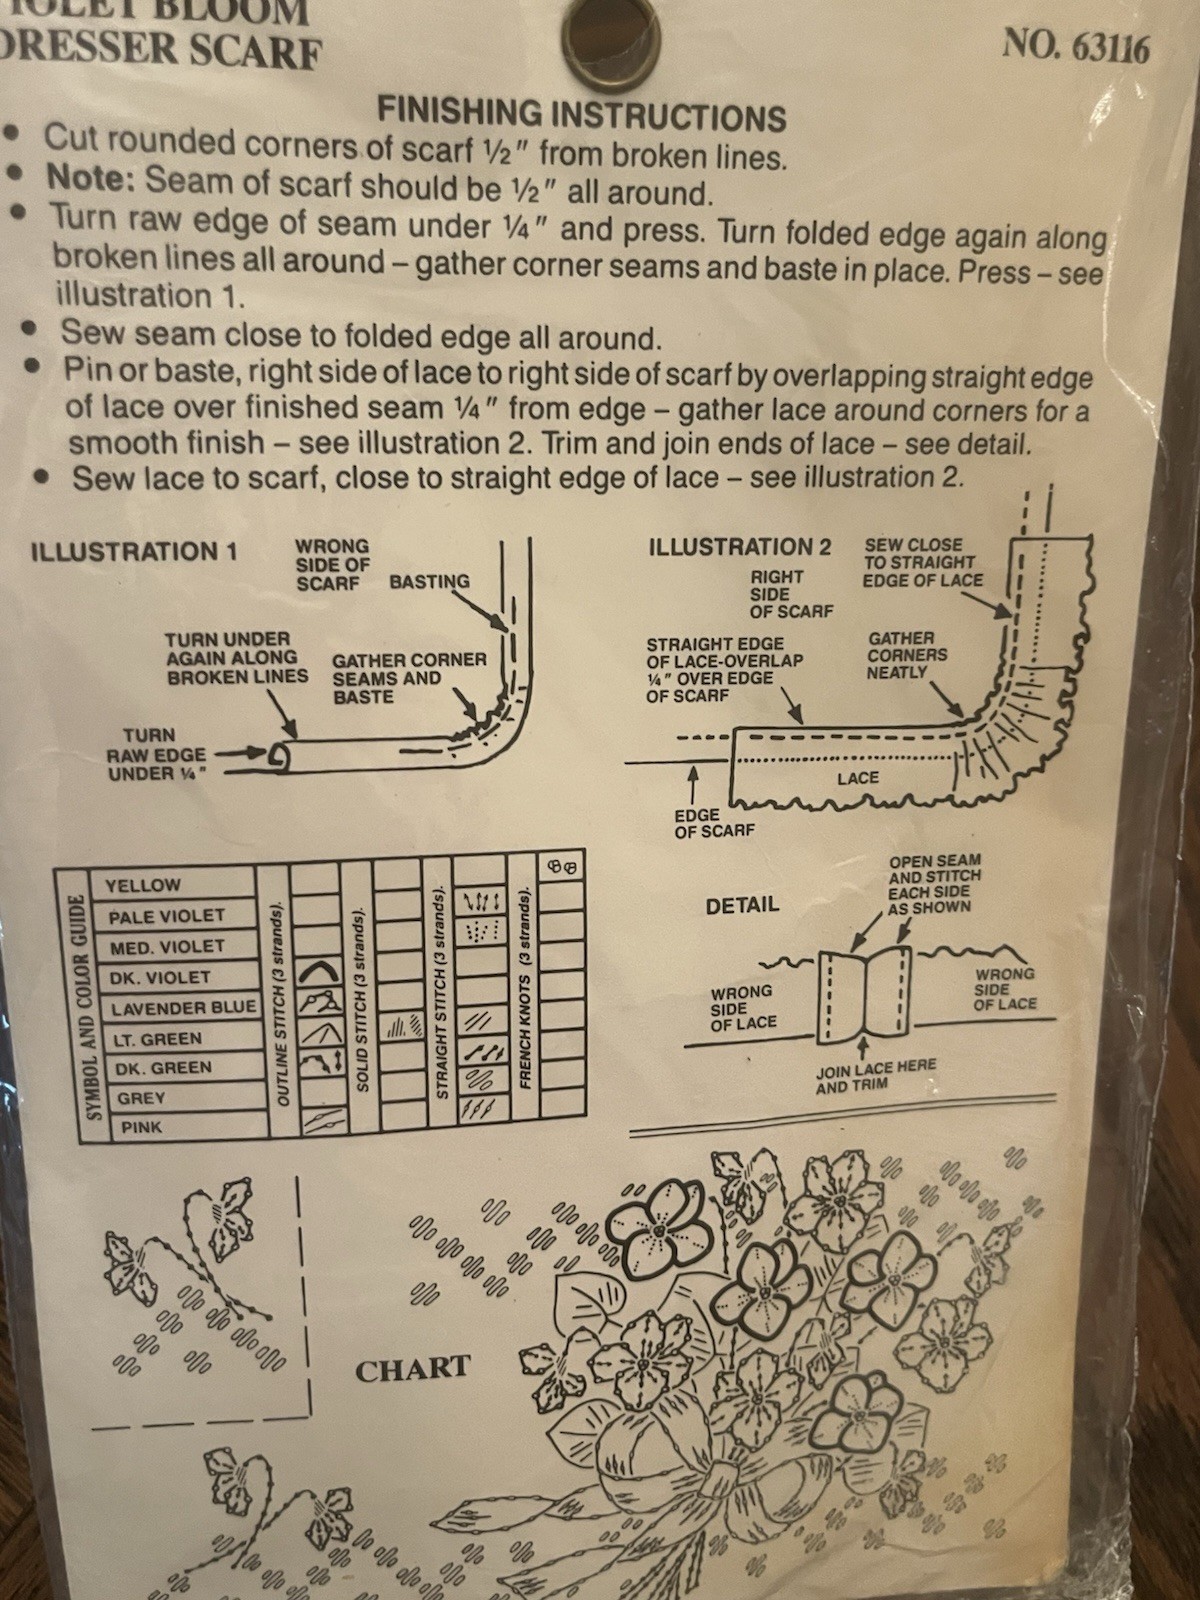 VIOLET BLOOM
DRESSER SCARF
NO. 63116
FINISHING INSTRUCTIONS
• Cut rounded corners of scarf ½" from broken lines.
• Note: Seam of scarf should be ½" all around.
• Turn raw edge of seam under ¼" and press. Turn folded edge again along
broken lines all around – gather corner seams and baste in place. Press – see
illustration 1.
• Sew seam close to folded edge all around.
• Pin or baste, right side of lace to right side of scarf by overlapping straight edge
of lace over finished seam ¼" from edge – gather lace around corners for a
smooth finish – see illustration 2. Trim and join ends of lace – see detail.
• Sew lace to scarf, close to straight edge of lace – see illustration 2.
ILLUSTRATION 1
WRONG
SIDE OF
SCARF
BASTING
TURN UNDER
AGAIN ALONG
BROKEN LINES
GATHER CORNER
SEAMS AND
BASTE
TURN
RAW EDGE
UNDER ¼"
ILLUSTRATION 2
RIGHT
SIDE
OF SCARF
SEW CLOSE
TO STRAIGHT
EDGE OF LACE
STRAIGHT EDGE
OF LACE-OVERLAP
¼" OVER EDGE
OF SCARF
GATHER
CORNERS
NEATLY
LACE
EDGE
OF SCARF
SYMBOL AND COLOR GUIDE
YELLOW
PALE VIOLET
MED. VIOLET
DK. VIOLET
LAVENDER BLUE
LT. GREEN
DK. GREEN
GREY
PINK
OUTLINE STITCH (3 strands).
SOLID STITCH (3 strands).
STRAIGHT STITCH (3 strands).
FRENCH KNOTS (3 strands).
DETAIL
OPEN SEAM
AND STITCH
EACH SIDE
AS SHOWN
WRONG
SIDE
OF LACE
WRONG
SIDE
OF LACE
JOIN LACE HERE
AND TRIM
CHART